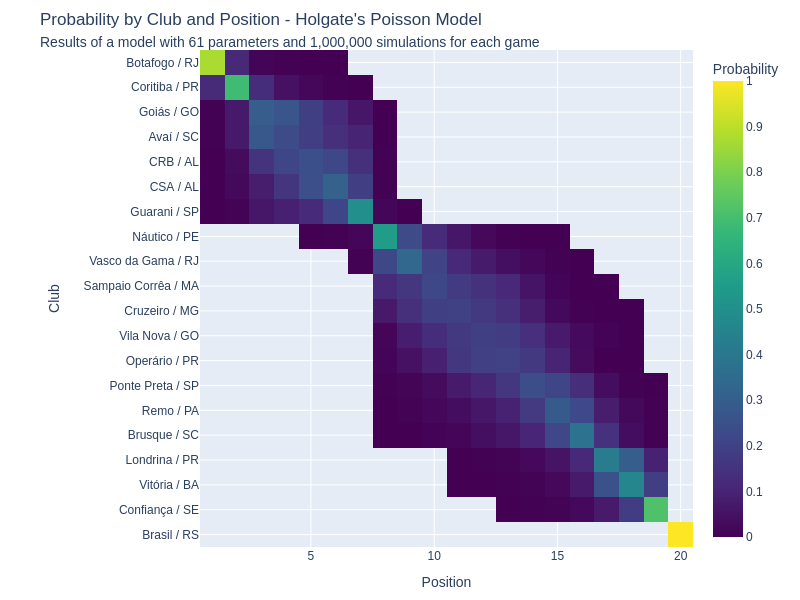 Probability by Club and Position - Holgate's Poisson Model
Results of a model with 61 parameters and 1,000,000 simulations for each game
Probability
Botafogo / RJ
Coritiba / PR
Goiás / GO
Avaí / SC
CRB / AL
CSA / AL
Guarani / SP
Náutico / PE
Vasco da Gama / RJ
Sampaio Corrêa / MA
Cruzeiro / MG
Vila Nova / GO
Operário / PR
Ponte Preta / SP
Remo / PA
Brusque / SC
Londrina / PR
Vitória / BA
Confiança / SE
Brasil / RS
Club
5
10
15
20
Position
1
0.9
0.8
0.7
0.6
0.5
0.4
0.3
0.2
0.1
0